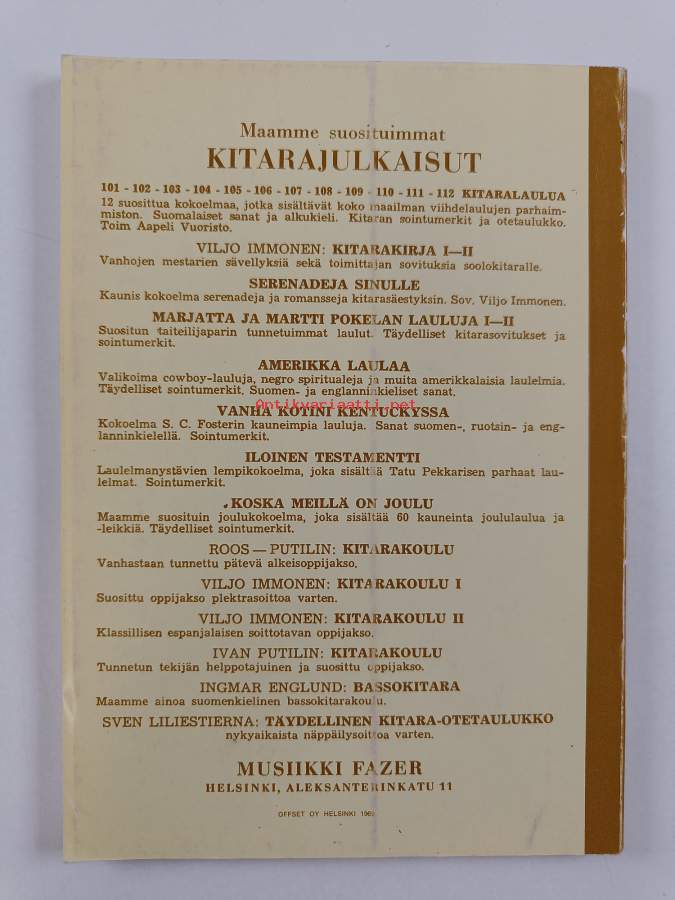 Maamme suosituimmat
KITARAJULKAISUT
101 - 102 - 103 - 104 - 105 - 106 - 107 - 108 - 109 - 110 - 111 - 112 KITARALAULUA
12 suosittua kokoelmaa, jotka sisältävät koko maailman viihdelaulujen parhaim-
miston. Suomalaiset sanat ja alkukieli. Kitaran sointumerkit ja otetaulukko.
Toim Aapeli Vuoristo.
VILJO IMMONEN: KITARAKIRJA I—II
Vanhojen mestarien sävellyksiä sekä toimittajan sovituksia soolokitaralle.
SERENADEJA SINULLE
Kaunis kokoelma serenadeja ja romansseja kitarasäestyksin. Sov. Viljo Immonen.
MARJATTA JA MARTTI POKELAN LAULUJA I—II
Suositun taiteilijaparin tunnetuimmat laulut. Täydelliset kitarasovitukset ja
sointumerkit.
AMERIKKA LAULAA
Valikoima cowboy-lauluja, negro spiritualeja ja muita amerikkalaisia laulelmia.
Täydelliset sointumerkit. Suomen- ja englanninkieliset sanat.
Antikvariaatti.net
VANHA KOTINI KENTUCKYSSA
Kokoelma S. C. Fosterin kauneimpia lauluja. Sanat suomen-, ruotsin- ja eng-
lanninkielellä. Sointumerkit.
ILOINEN TESTAMENTTI
Laulelmanystävien lempikokoelma, joka sisältää Tatu Pekkarisen parhaat lau-
lelmat. Sointumerkit.
KOSKA MEILLÄ ON JOULU
Maamme suosituin joulukokoelma, joka sisältää 60 kauneinta joululaulua ja
-leikkiä. Täydelliset sointumerkit.
ROOS — PUTILIN: KITARAKOULU
Vanhastaan tunnettu pätevä alkeisoppijakso.
VILJO IMMONEN: KITARAKOULU I
Suosittu oppijakso plektrasoittoa varten.
VILJO IMMONEN: KITARAKOULU II
Klassillisen espanjalaisen soittotavan oppijakso.
IVAN PUTILIN: KITARAKOULU
Tunnetun tekijän helppotajuinen ja suosittu oppijakso.
INGMAR ENGLUND: BASSOKITARA
Maamme ainoa suomenkielinen bassokitarakoulu.
SVEN LILIESTIERNA: TÄYDELLINEN KITARA-OTETAULUKKO
nykyaikaista näppäilysoittoa varten.
MUSIIKKI FAZER
HELSINKI, ALEKSANTERINKATU 11
OFFSET OY HELSINKI 1969